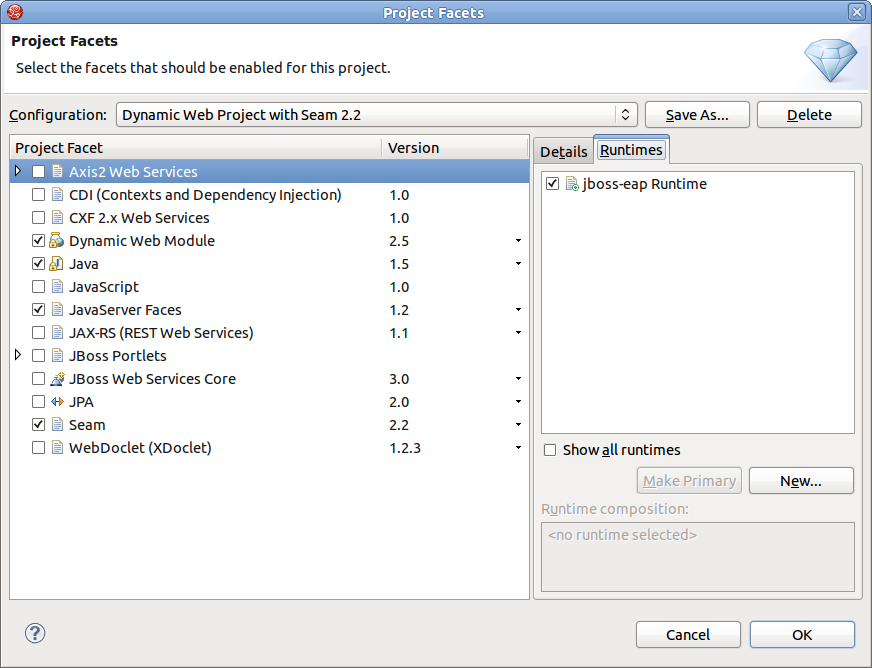 Project Facets
Project Facets
Select the facets that should be enabled for this project.
Configuration: Dynamic Web Project with Seam 2.2 Save As... Delete
Project Facet Version
Axis2 Web Services
CDI (Contexts and Dependency Injection) 1.0
CXF 2.x Web Services 1.0
Dynamic Web Module 2.5
Java 1.5
JavaScript 1.0
JavaServer Faces 1.2
JAX-RS (REST Web Services) 1.1
JBoss Portlets
JBoss Web Services Core 3.0
JPA 2.0
Seam 2.2
WebDoclet (XDoclet) 1.2.3
Details Runtimes
jboss-eap Runtime
Show all runtimes
Make Primary New...
Runtime composition:
<no runtime selected>
? Cancel OK